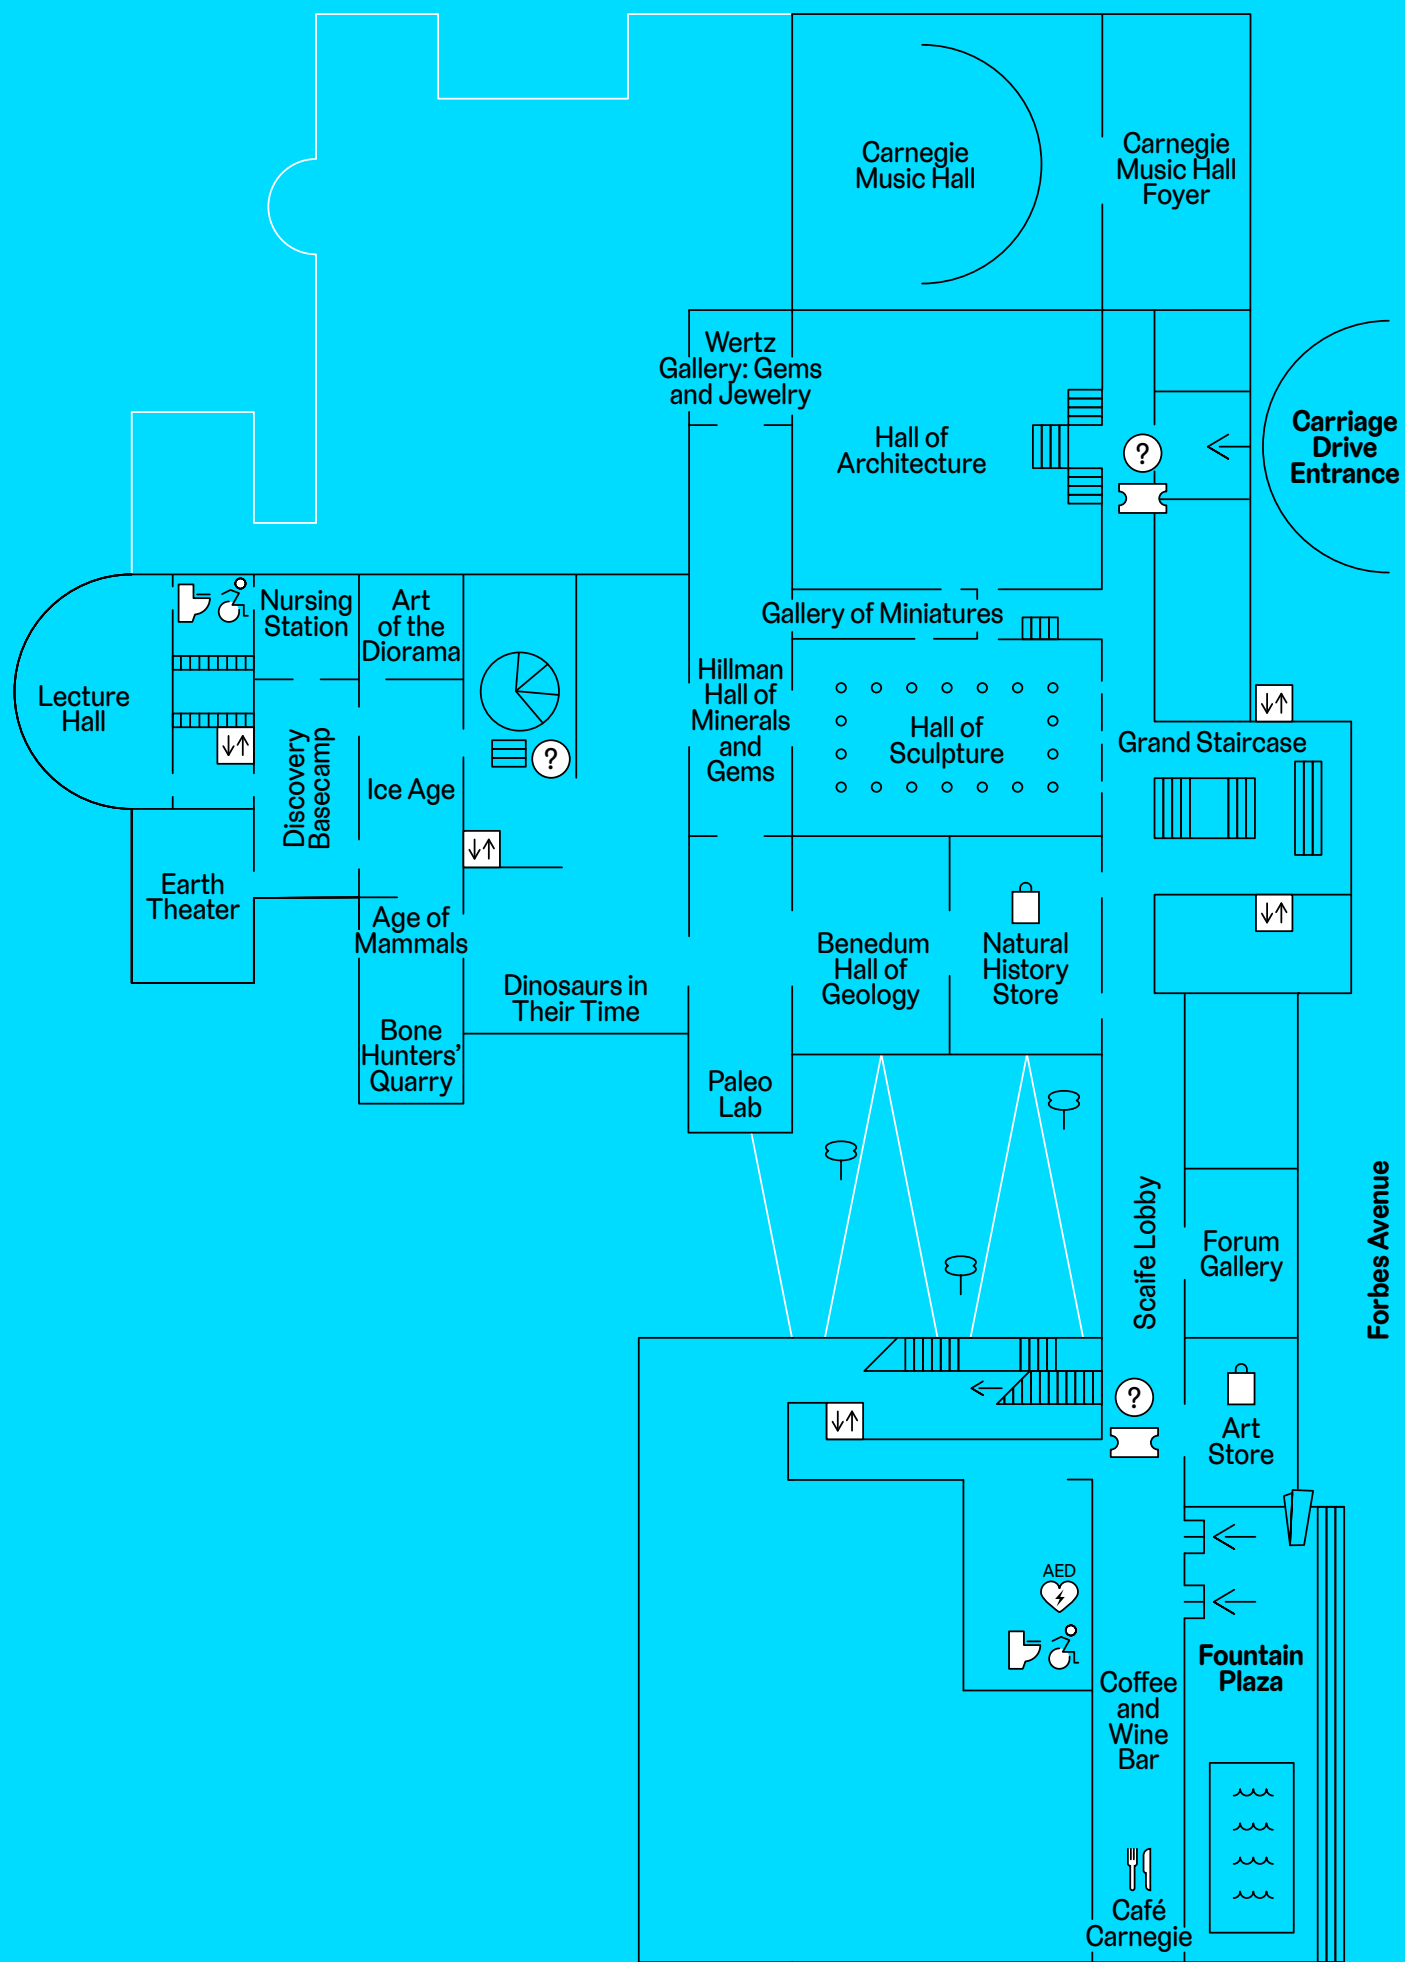 Carnegie
Music Hall
Carnegie
Music Hall
Foyer
Wertz
Gallery: Gems
and Jewelry
Hall of
Architecture
?
Carriage
Drive
Entrance
Nursing
Station
Art
of the
Diorama
Gallery of Miniatures
Lecture
Hall
Hillman
Hall of
Minerals
and
Gems
Hall of
Sculpture
Grand Staircase
?
Discovery
Basecamp
Ice Age
Earth
Theater
Age of
Mammals
Benedum
Hall of
Geology
Natural
History
Store
Dinosaurs in
Their Time
Bone
Hunters’
Quarry
Paleo
Lab
Scaife Lobby
Forum
Gallery
Forbes Avenue
?
Art
Store
AED
Fountain
Plaza
Coffee
and
Wine
Bar
Café
Carnegie